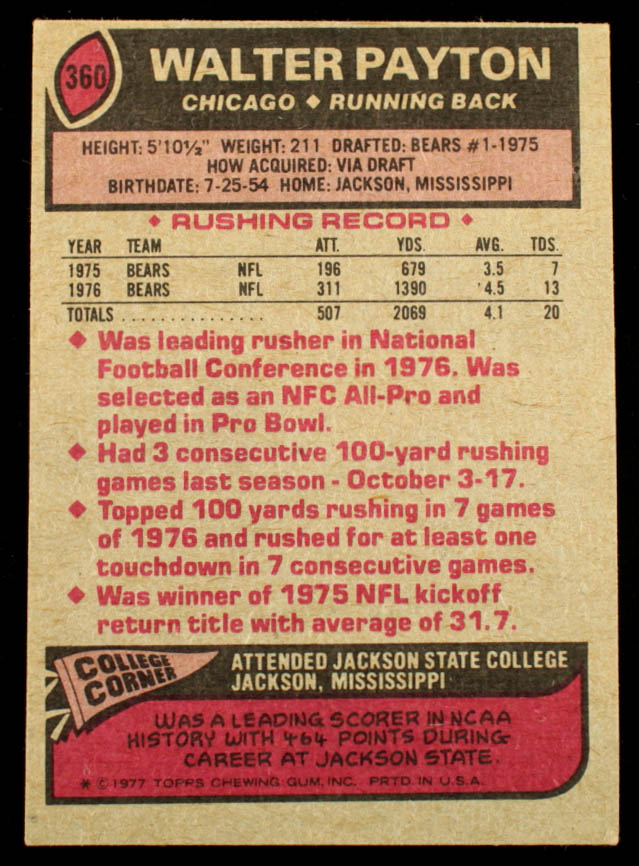 360
WALTER PAYTON
CHICAGO ◆ RUNNING BACK
HEIGHT: 5'10½" WEIGHT: 211 DRAFTED: BEARS #1-1975
HOW ACQUIRED: VIA DRAFT
BIRTHDATE: 7-25-54 HOME: JACKSON, MISSISSIPPI
◆ RUSHING RECORD ◆
YEAR TEAM ATT. YDS. AVG. TDS.
1975 BEARS NFL 196 679 3.5 7
1976 BEARS NFL 311 1390 4.5 13
TOTALS . . . . . . . . . . . . . . . 507 2069 4.1 20
◆ Was leading rusher in National
Football Conference in 1976. Was
selected as an NFC All-Pro and
played in Pro Bowl.
◆ Had 3 consecutive 100-yard rushing
games last season - October 3-17.
◆ Topped 100 yards rushing in 7 games
of 1976 and rushed for at least one
touchdown in 7 consecutive games.
◆ Was winner of 1975 NFL kickoff
return title with average of 31.7.
COLLEGE
CORNER
ATTENDED JACKSON STATE COLLEGE
JACKSON, MISSISSIPPI
WAS A LEADING SCORER IN NCAA
HISTORY WITH 464 POINTS DURING
CAREER AT JACKSON STATE.
* © 1977 TOPPS CHEWING GUM, INC. PRTD. IN U.S.A.